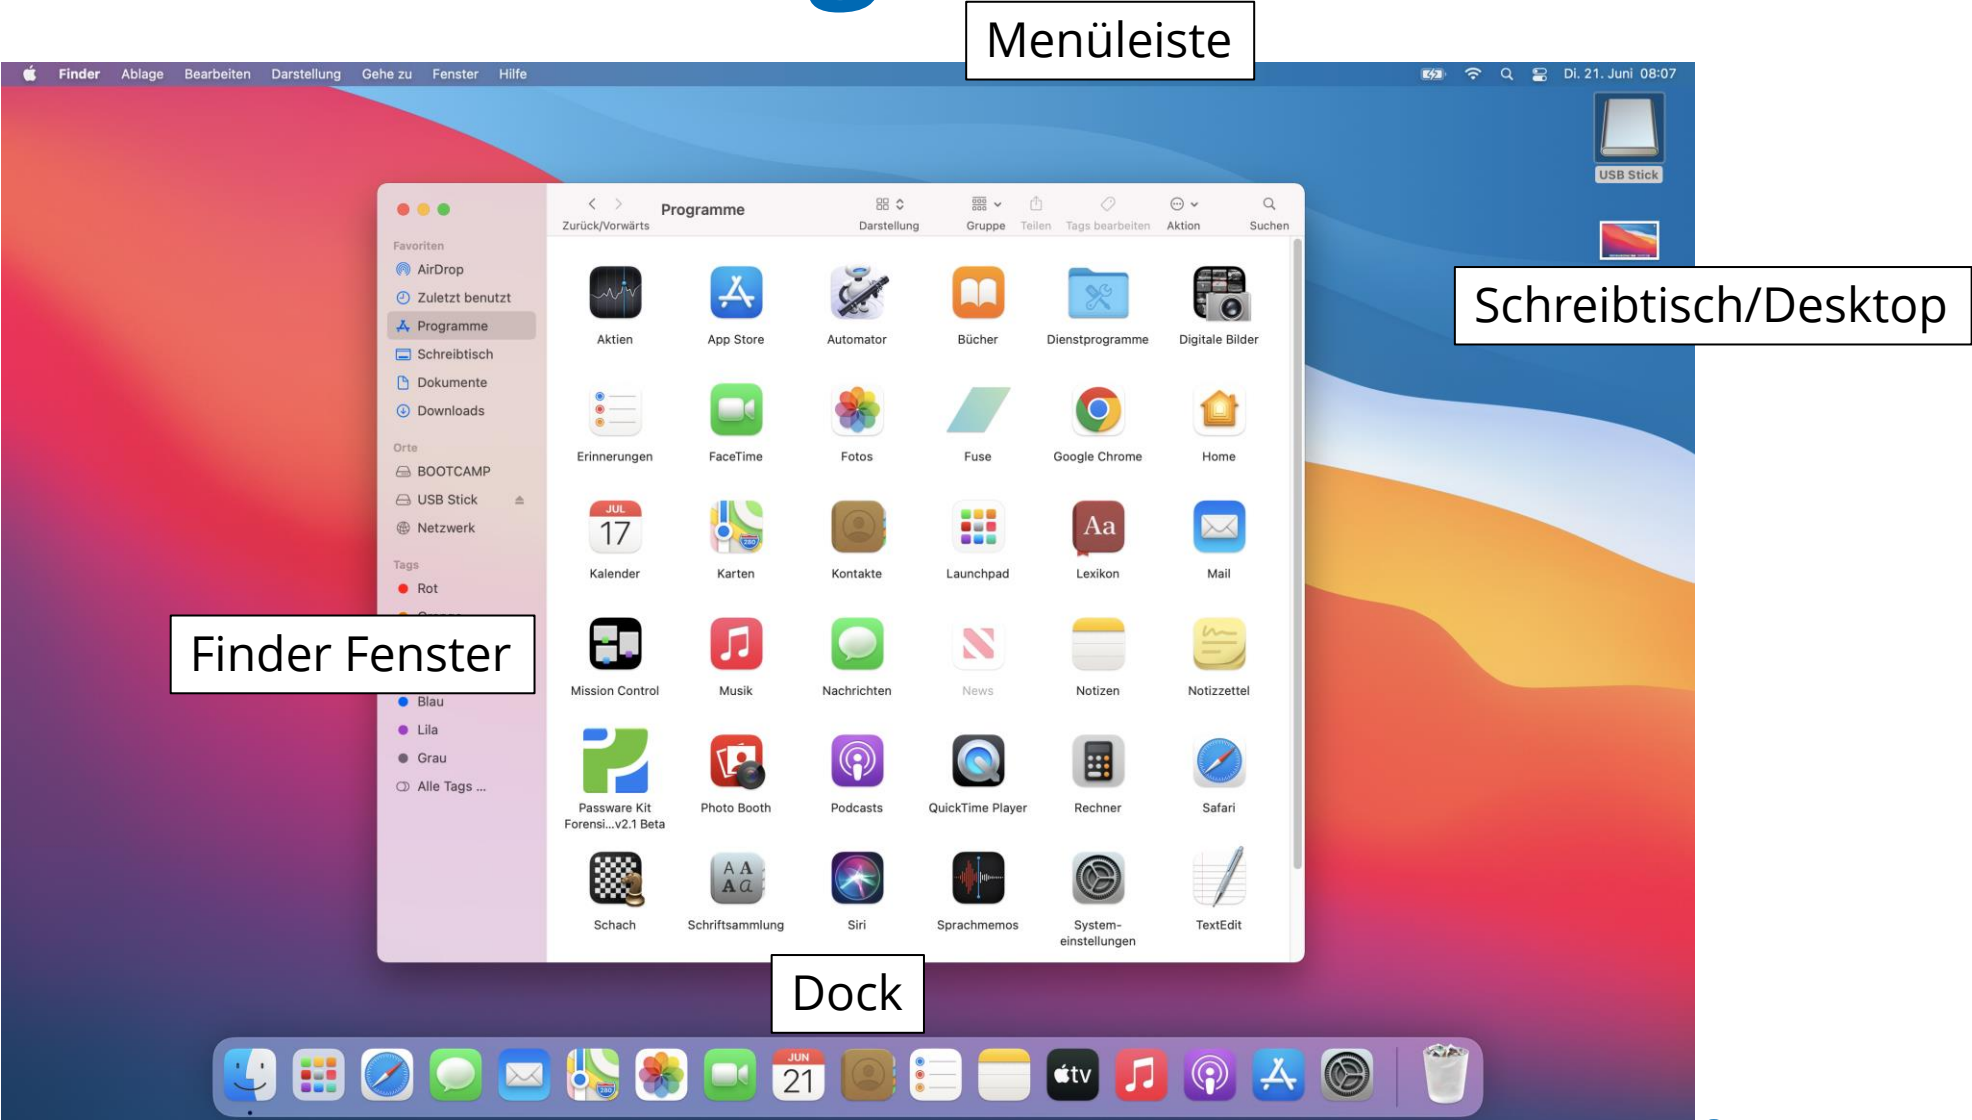 Menüleiste
Finder Ablage Bearbeiten Darstellung Gehe zu Fenster Hilfe
Di. 21. Juni 08:07
USB Stick
Schreibtisch/Desktop
Programme
Zurück/Vorwärts Darstellung Gruppe Teilen Tags bearbeiten Aktion Suchen
Favoriten
AirDrop
Zuletzt benutzt
Programme
Schreibtisch
Dokumente
Downloads
Orte
BOOTCAMP
USB Stick
Netzwerk
Tags
Rot
Finder Fenster
Blau
Lila
Grau
Alle Tags ...
Aktien App Store Automator Bücher Dienstprogramme Digitale Bilder
Erinnerungen FaceTime Fotos Fuse Google Chrome Home
JUL
17
280
Aa
Kalender Karten Kontakte Launchpad Lexikon Mail
Mission Control Musik Nachrichten News Notizen Notizzettel
Passware Kit
Forensi...v2.1 Beta
Photo Booth Podcasts QuickTime Player Rechner Safari
A A
A a
Schach Schriftsammlung Siri Sprachmemos
System-
einstellungen
TextEdit
Dock
280
JUN
21
tv